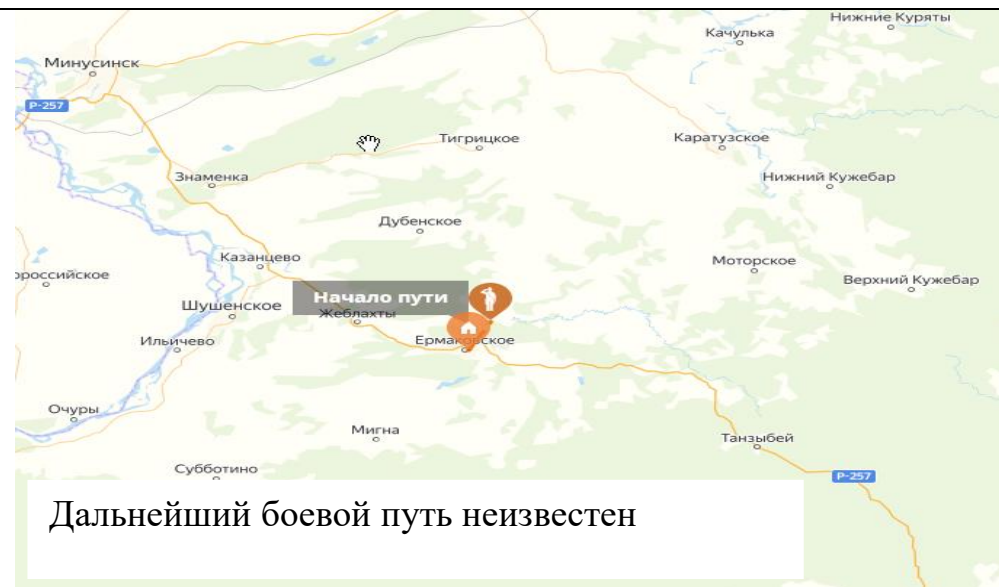 Нижние Куряты
Качулька
Минусинск
Р-257
Тигрицкое
Каратузское
Знаменка
Нижний Кужебар
Дубенское
Казанцево
Моторское
ороссийское
Верхний Кужебар
Начало пути
Шушенское
Жеблахты
Ильичево
Ермаковское
Очуры
Мигна
Танзыбей
Субботино
Р-257
Дальнейший боевой путь неизвестен